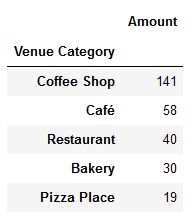 Amount
Venue Category
Coffee Shop 141
Café 58
Restaurant 40
Bakery 30
Pizza Place 19